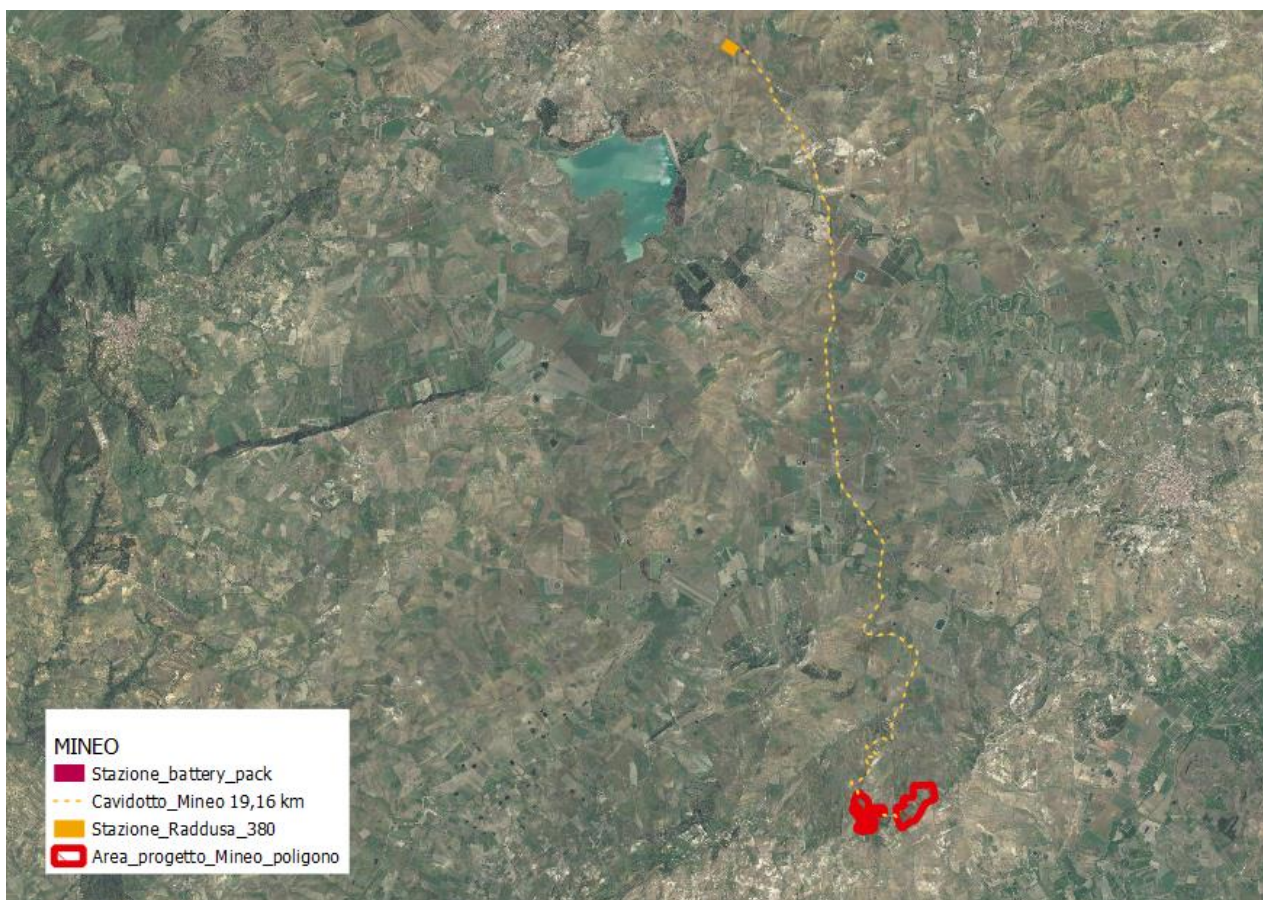 MINEO
Stazione_battery_pack
Cavidotto_Mineo 19,16 km
Stazione_Raddusa_380
Area_progetto_Mineo_poligono